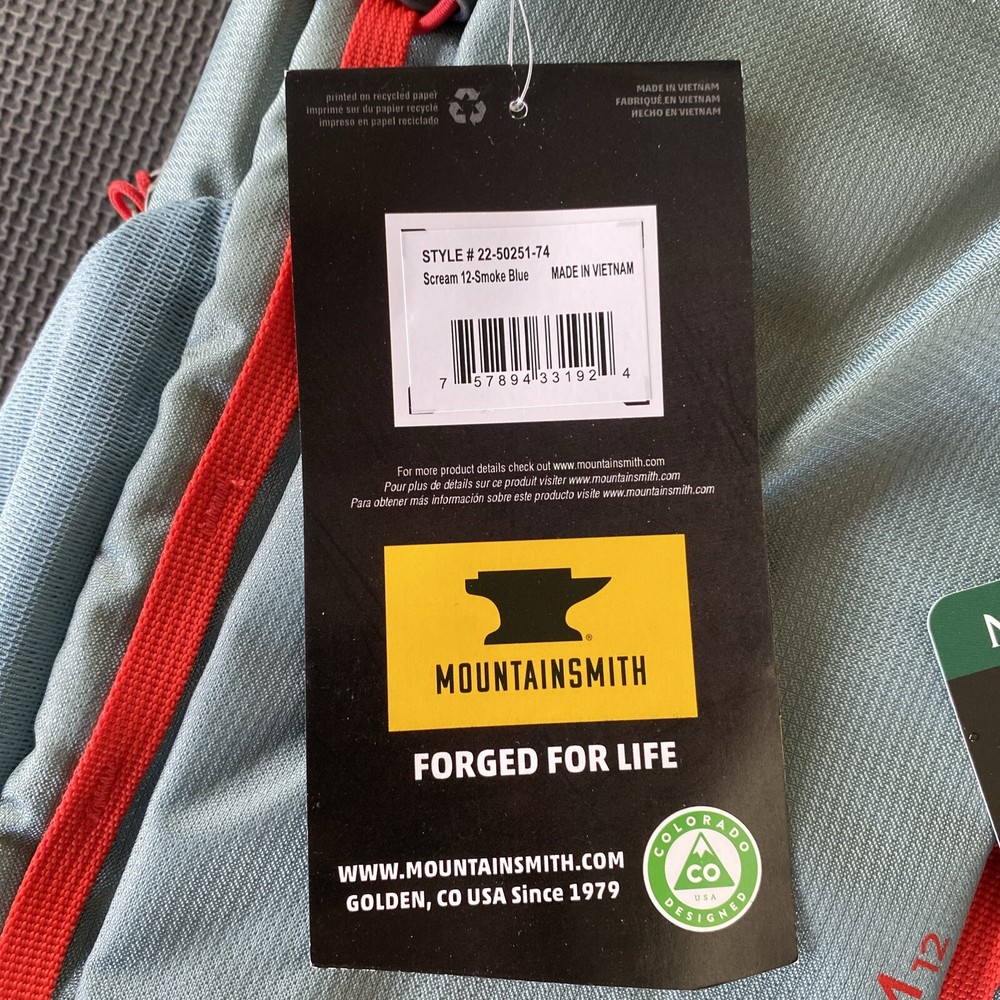 printed on recycled paper
imprimé sur du papier recyclé
impreso en papel reciclado
MADE IN VIETNAM
FABRIQUÉ EN VIETNAM
HECHO EN VIETNAM
STYLE # 22-50251-74
Scream 12-Smoke Blue MADE IN VIETNAM
7 57894 33192 4
For more product details check out www.mountainsmith.com
Pour plus de détails sur ce produit visiter www.mountainsmith.com
Para obtener más información sobre este producto visite www.mountainsmith.com
®
MOUNTAINSMITH
FORGED FOR LIFE
WWW.MOUNTAINSMITH.COM
GOLDEN, CO USA Since 1979
COLORADO
CO
USA
DESIGNED
12